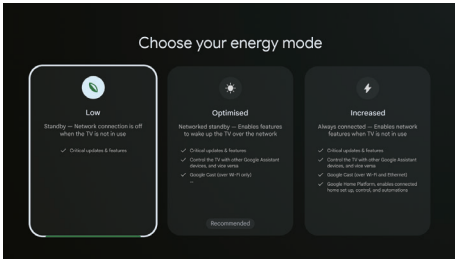 Choose your energy mode
Low
Standby — Network connection is off
when the TV is not in use
Critical updates & features
Optimised
Networked standby — Enables features
to wake up the TV over the network
Critical updates & features
Control the TV with other Google Assistant
devices, and vice versa
Google Cast (over Wi-Fi only)
Recommended
Increased
Always connected — Enables network
features when TV is not in use
Critical updates & features
Control the TV with other Google Assistant
devices, and vice versa
Google Cast (over Wi-Fi and Ethernet)
Google Home Platform, enables connected
home set up, control, and automations